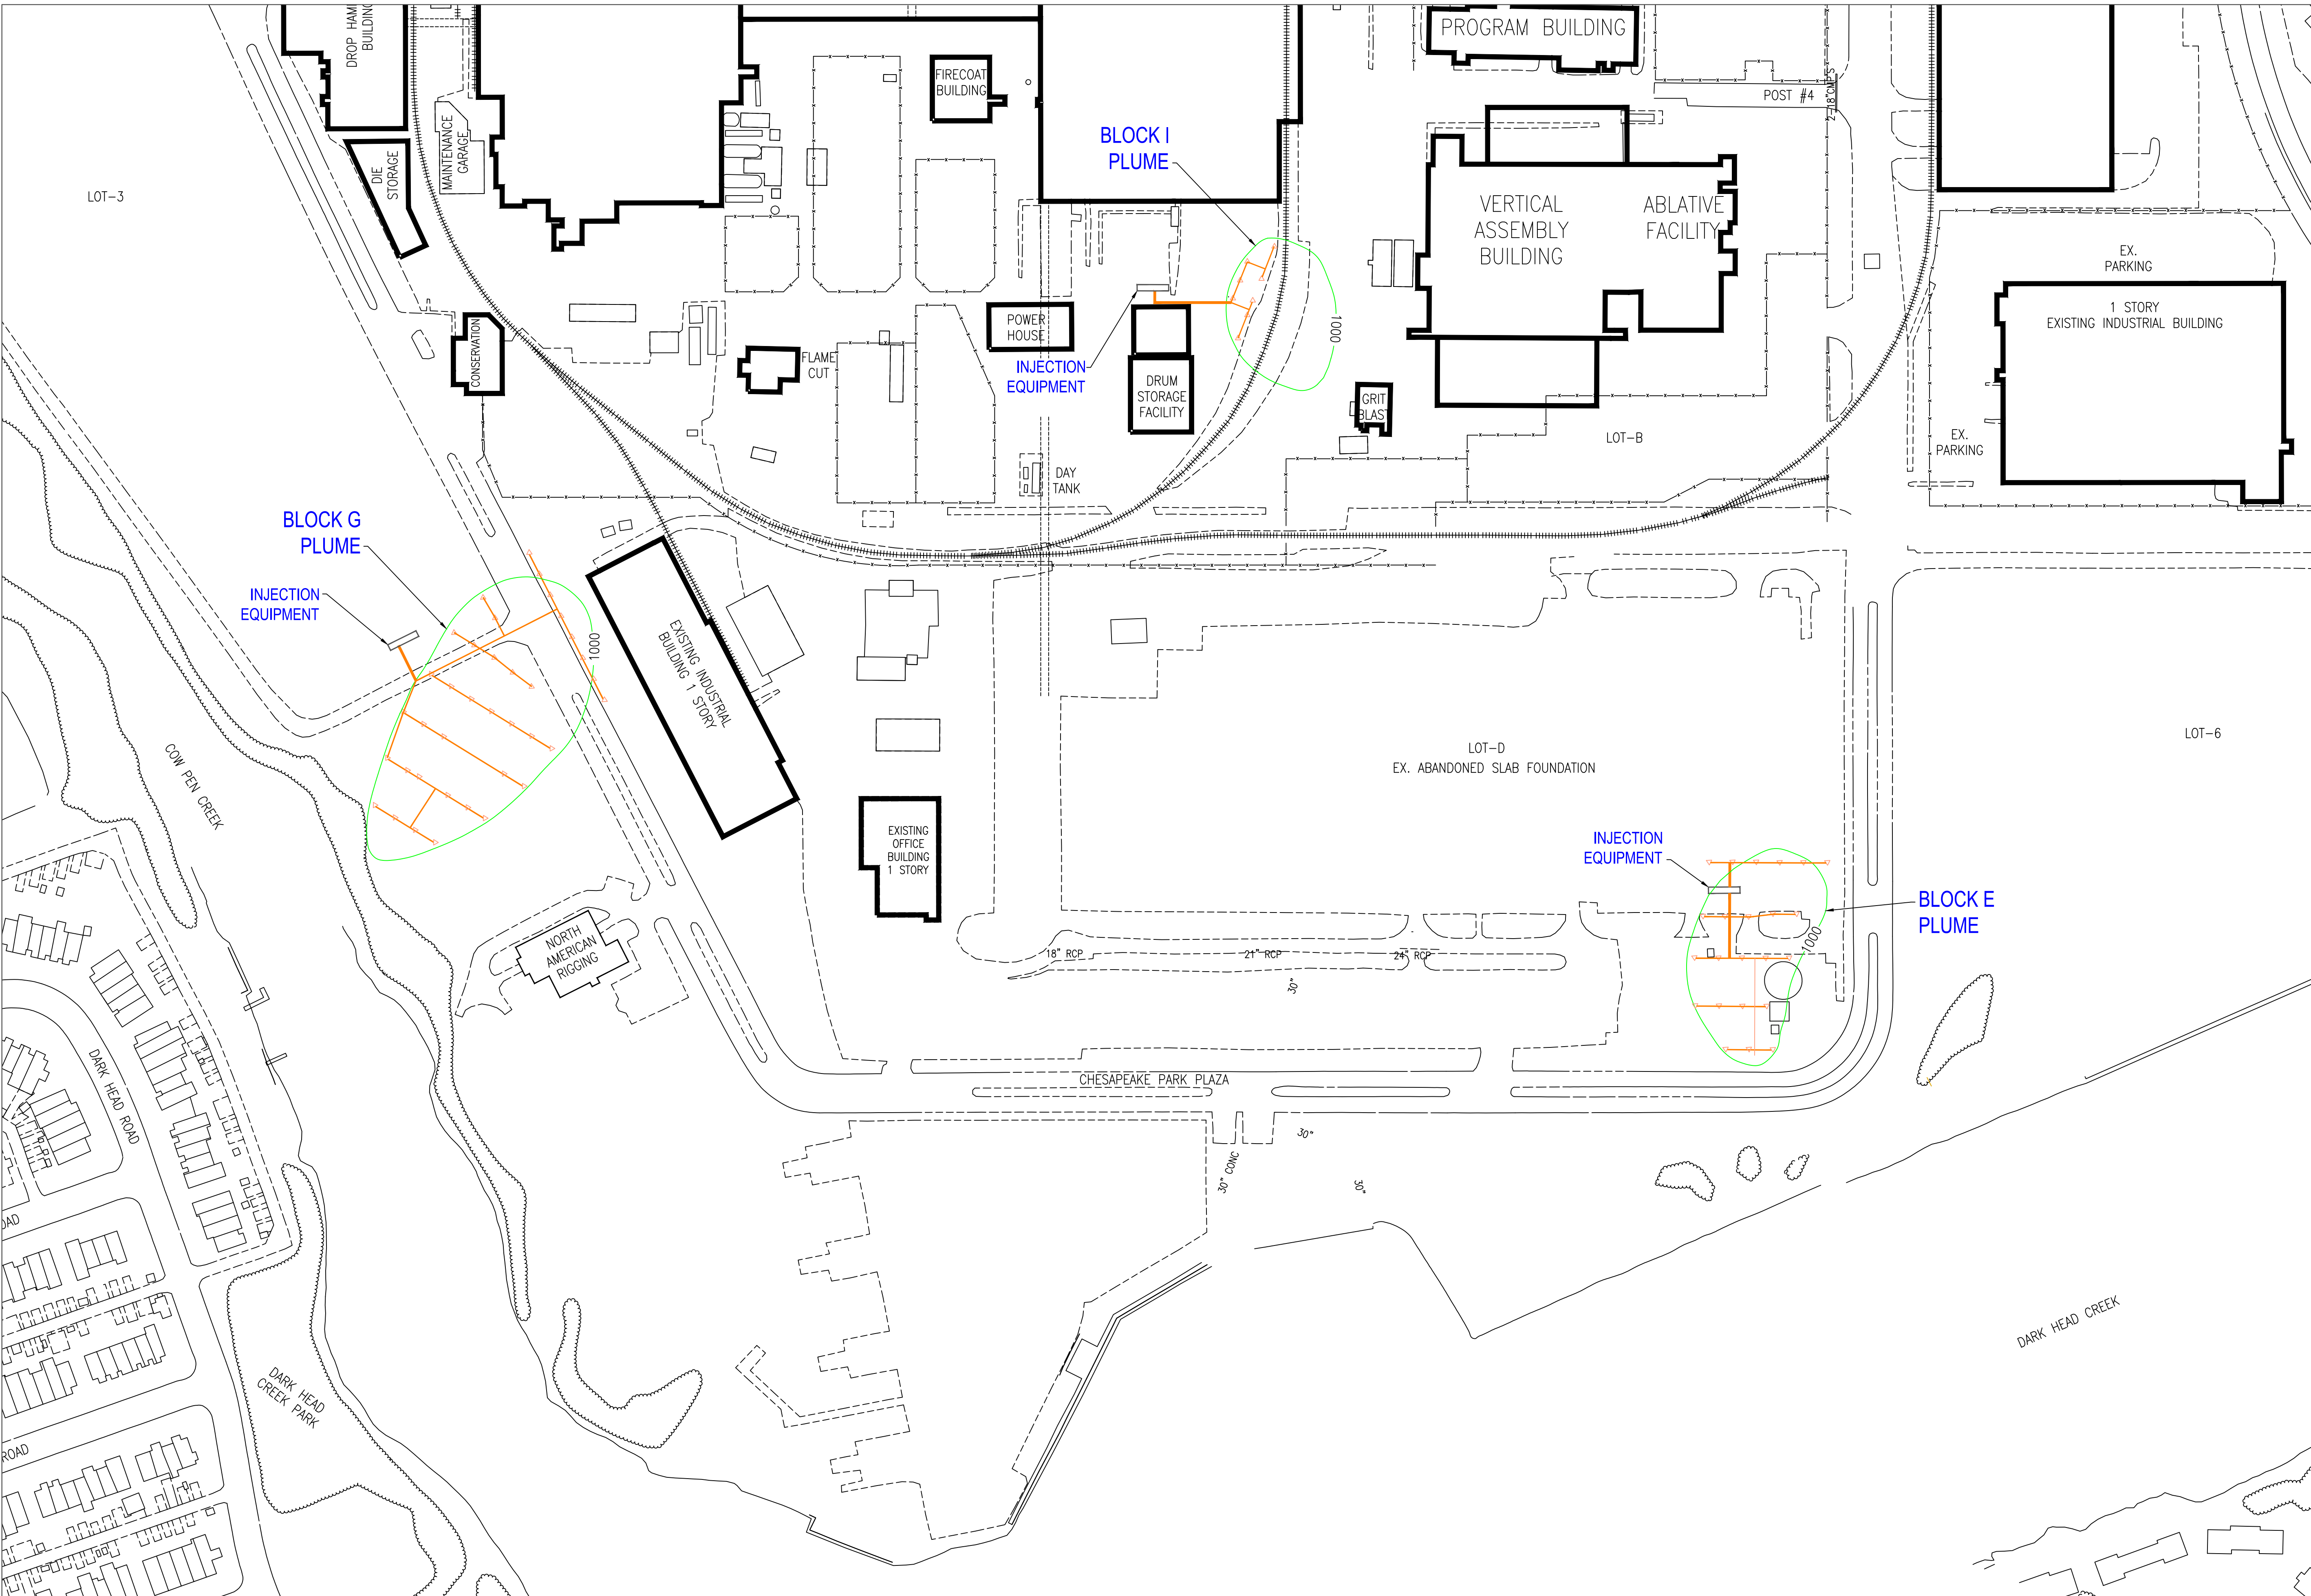 DROP HAM
BUILDING
PROGRAM BUILDING
FIRECOAT
BUILDING
POST #4
2-18"CMP'S
MAINTENANCE
GARAGE
BLOCK I
PLUME
DIE
STORAGE
LOT-3
VERTICAL
ASSEMBLY
BUILDING
ABLATIVE
FACILITY
EX.
PARKING
1 STORY
EXISTING INDUSTRIAL BUILDING
CONSERVATION
POWER
HOUSE
1000
FLAME
CUT
INJECTION
EQUIPMENT
DRUM
STORAGE
FACILITY
GRIT
BLAST
LOT-B
EX.
PARKING
DAY
TANK
BLOCK G
PLUME
INJECTION
EQUIPMENT
1000
EXISTING INDUSTRIAL
BUILDING 1 STORY
LOT-6
LOT-D
EX. ABANDONED SLAB FOUNDATION
COW PEN CREEK
EXISTING
OFFICE
BUILDING
1 STORY
INJECTION
EQUIPMENT
BLOCK E
PLUME
1000
NORTH
AMERICAN
RIGGING
18" RCP
21" RCP
24" RCP
30"
CHESAPEAKE PARK PLAZA
DARK HEAD ROAD
30"
30" CONC
30"
OAD
DARK HEAD CREEK
DARK HEAD
CREEK PARK
ROAD